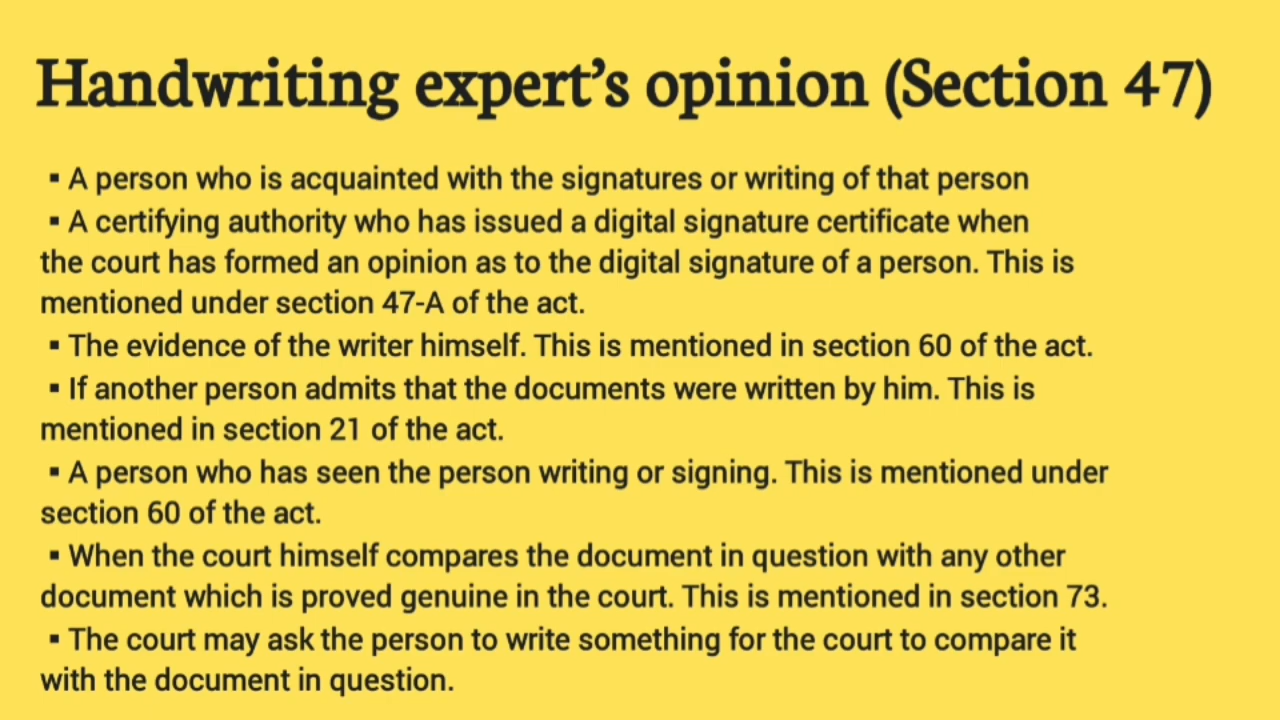 Handwriting expert’s opinion (Section 47)
▪ A person who is acquainted with the signatures or writing of that person
▪ A certifying authority who has issued a digital signature certificate when
the court has formed an opinion as to the digital signature of a person. This is
mentioned under section 47-A of the act.
▪ The evidence of the writer himself. This is mentioned in section 60 of the act.
▪ If another person admits that the documents were written by him. This is
mentioned in section 21 of the act.
▪ A person who has seen the person writing or signing. This is mentioned under
section 60 of the act.
▪ When the court himself compares the document in question with any other
document which is proved genuine in the court. This is mentioned in section 73.
▪ The court may ask the person to write something for the court to compare it
with the document in question.